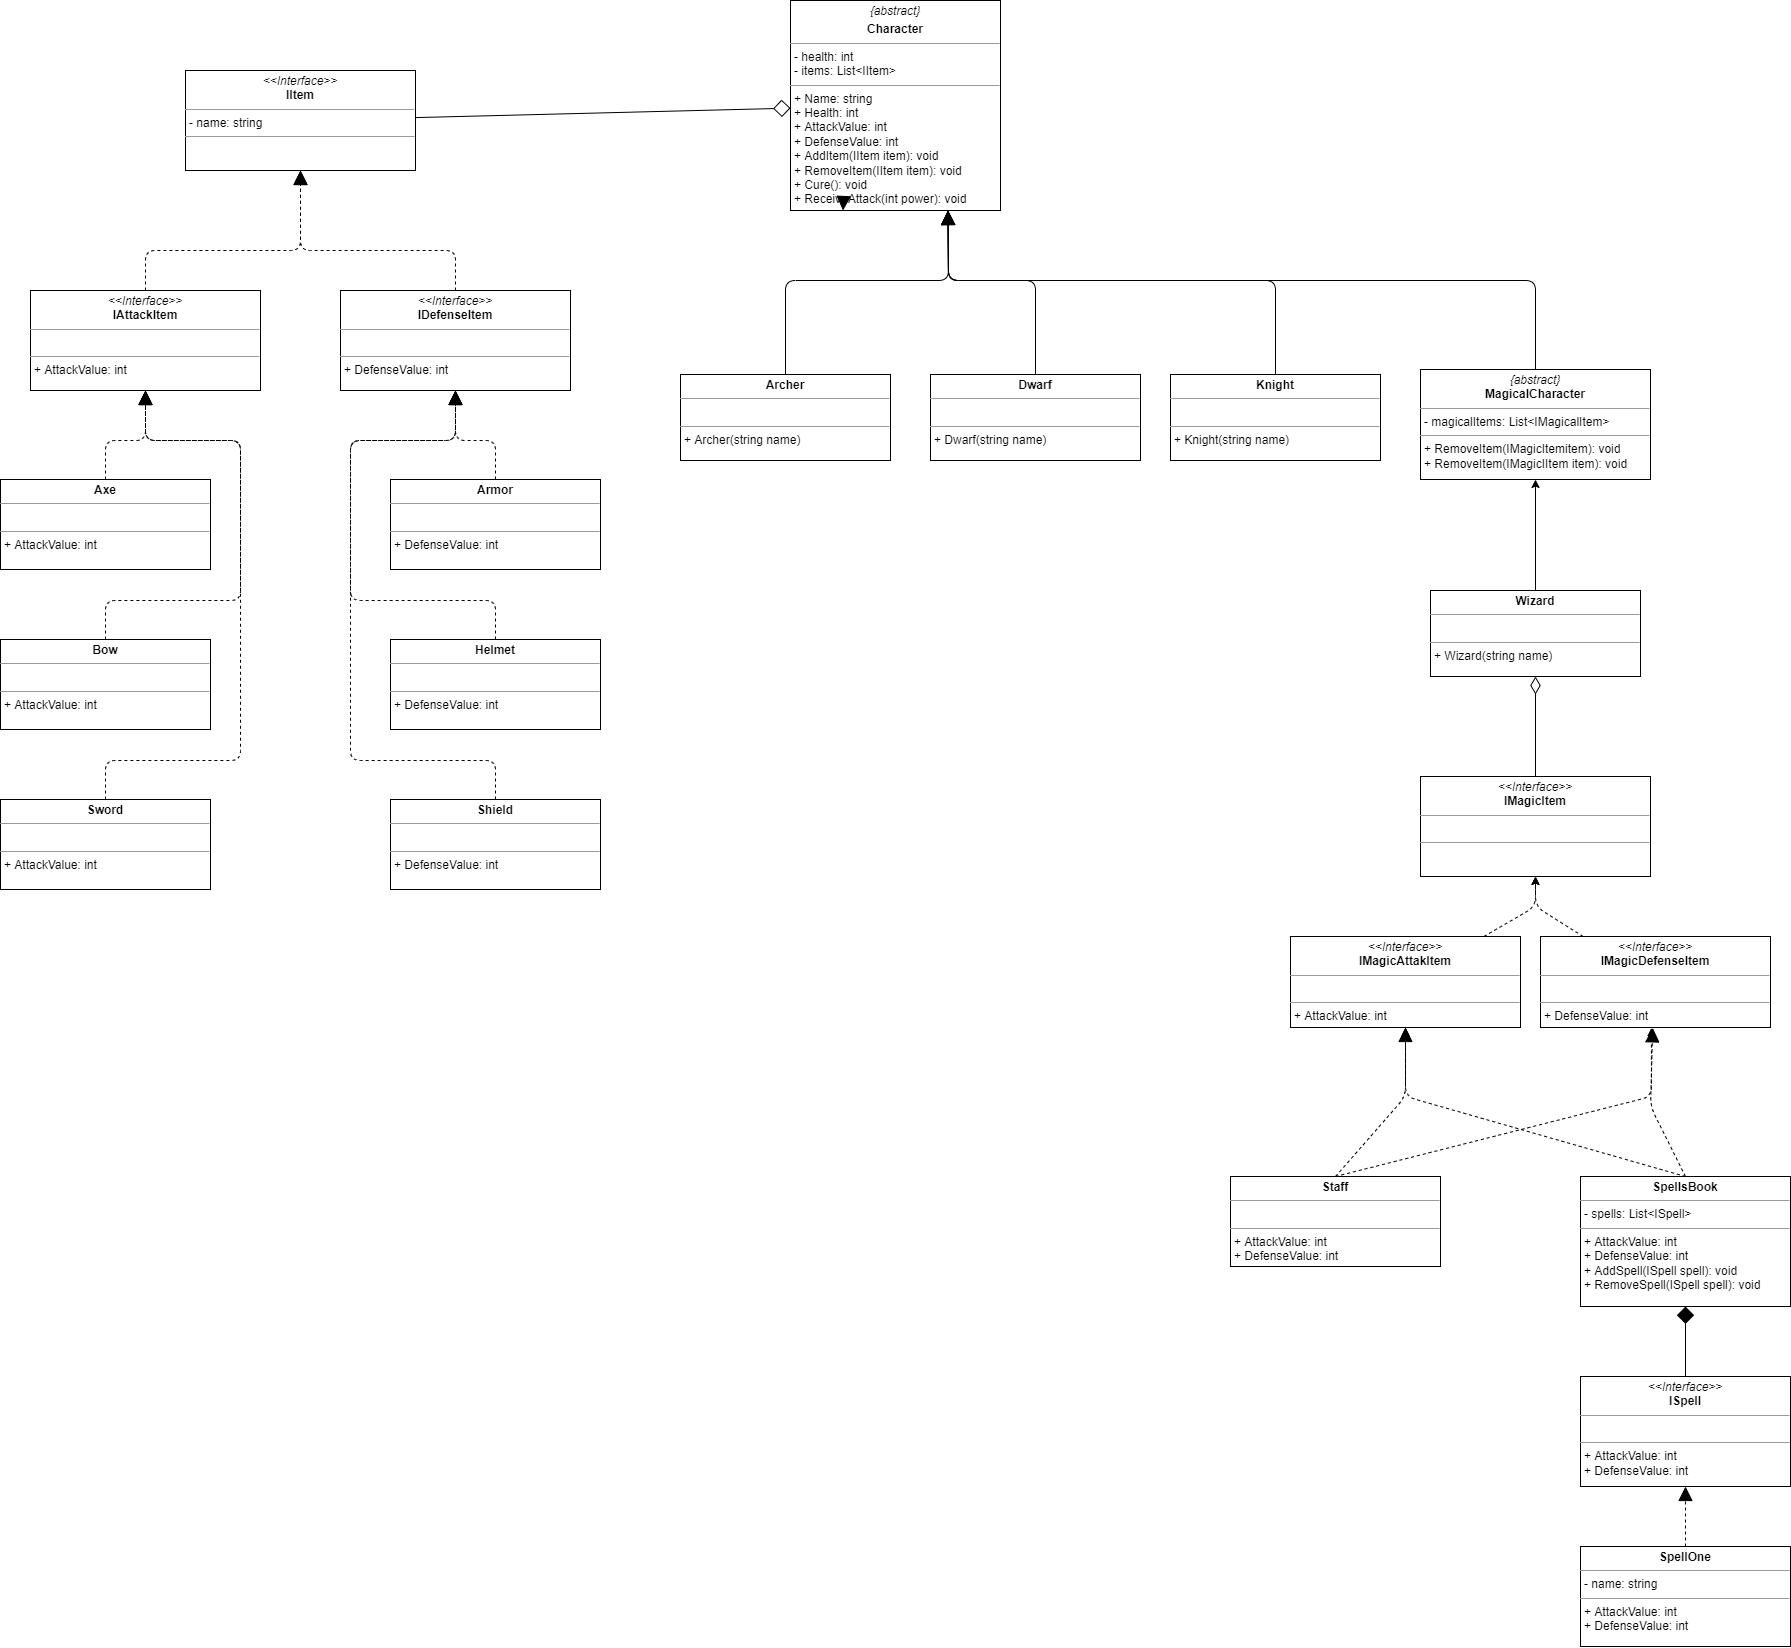 {abstract}
Character
- health: int
- items: List<IItem>
+ Name: string
+ Health: int
+ AttackValue: int
+ DefenseValue: int
+ AddItem(IItem item): void
+ RemoveItem(IItem item): void
+ Cure(): void
+ ReceiveAttack(int power): void
<<Interface>>
IItem
- name: string
<<Interface>>
IAttackItem
+ AttackValue: int
<<Interface>>
IDefenseItem
+ DefenseValue: int
Archer
+ Archer(string name)
Dwarf
+ Dwarf(string name)
Knight
+ Knight(string name)
{abstract}
MagicalCharacter
- magicalItems: List<IMagicalItem>
+ RemoveItem(IMagicItemitem): void
+ RemoveItem(IMagicIItem item): void
Axe
+ AttackValue: int
Armor
+ DefenseValue: int
Bow
+ AttackValue: int
Helmet
+ DefenseValue: int
Wizard
+ Wizard(string name)
Sword
+ AttackValue: int
Shield
+ DefenseValue: int
<<Interface>>
IMagicItem
<<Interface>>
IMagicAttakItem
+ AttackValue: int
<<Interface>>
IMagicDefenseItem
+ DefenseValue: int
Staff
+ AttackValue: int
+ DefenseValue: int
SpellsBook
- spells: List<ISpell>
+ AttackValue: int
+ DefenseValue: int
+ AddSpell(ISpell spell): void
+ RemoveSpell(ISpell spell): void
<<Interface>>
ISpell
+ AttackValue: int
+ DefenseValue: int
SpellOne
- name: string
+ AttackValue: int
+ DefenseValue: int